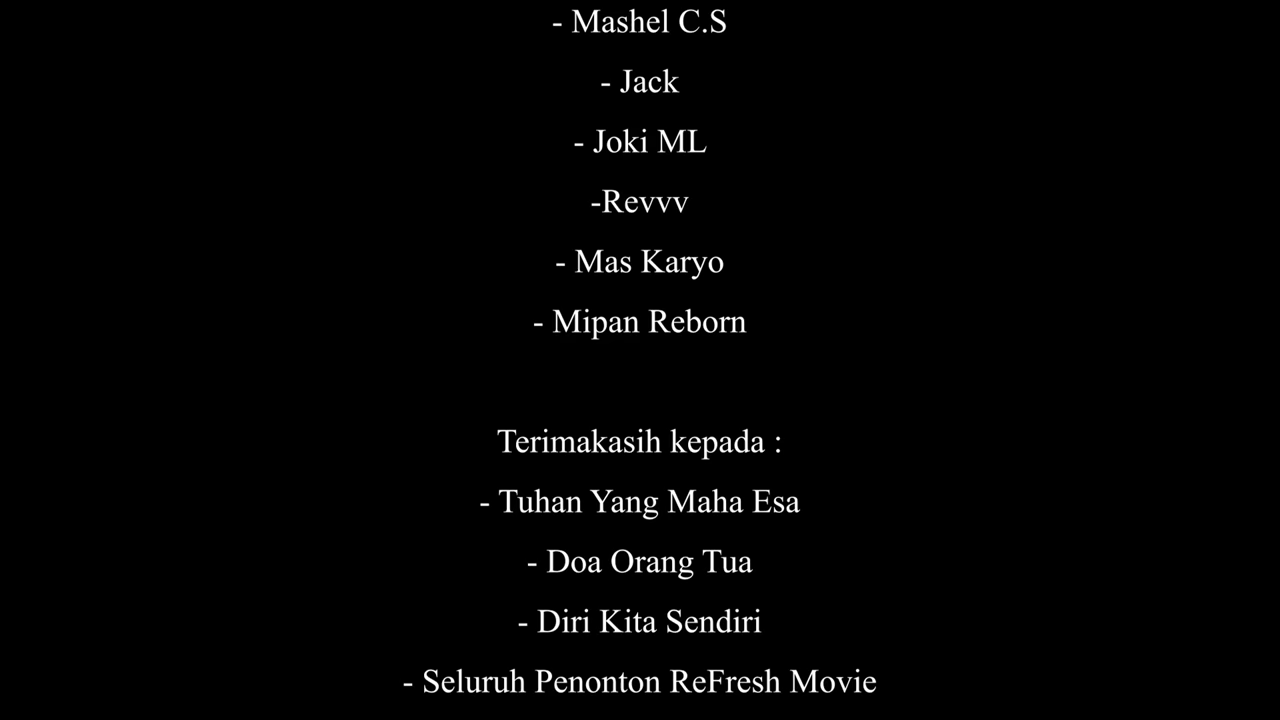 - Mashel C.S
- Jack
- Joki ML
-Revvv
- Mas Karyo
- Mipan Reborn
Terimakasih kepada :
- Tuhan Yang Maha Esa
- Doa Orang Tua
- Diri Kita Sendiri
- Seluruh Penonton ReFresh Movie